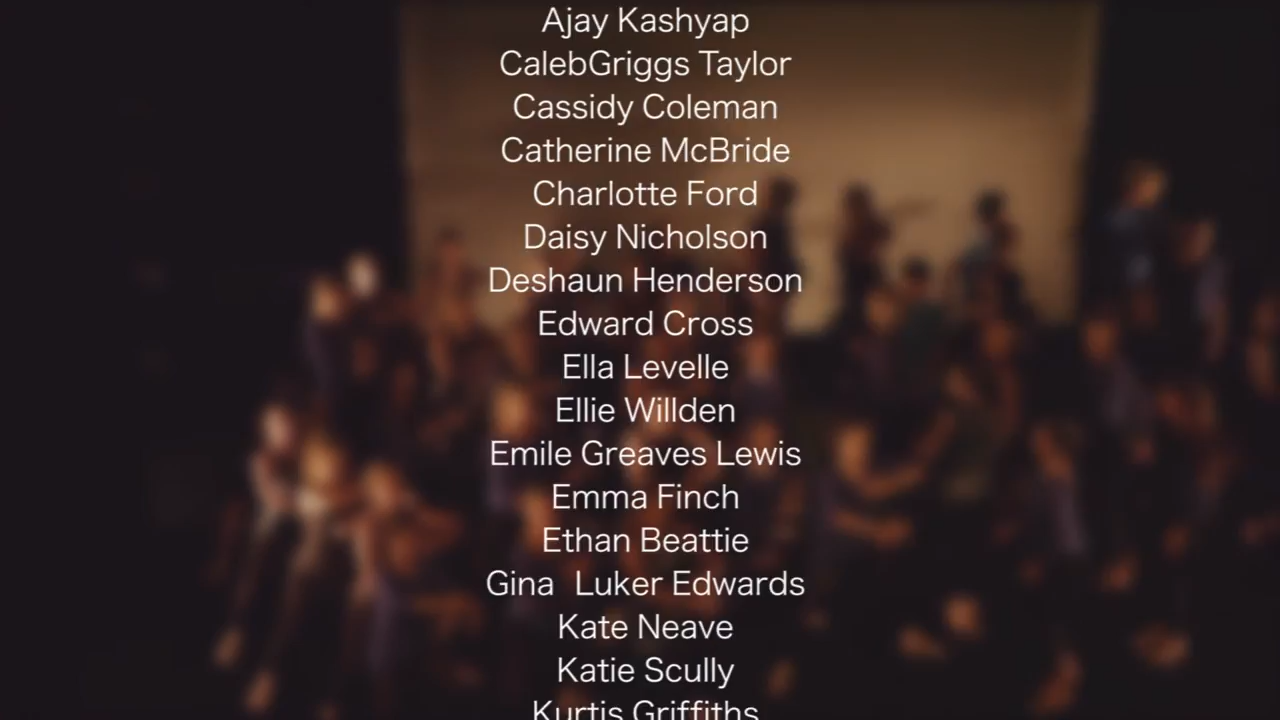 Ajay Kashyap
CalebGriggs Taylor
Cassidy Coleman
Catherine McBride
Charlotte Ford
Daisy Nicholson
Deshaun Henderson
Edward Cross
Ella Levelle
Ellie Willden
Emile Greaves Lewis
Emma Finch
Ethan Beattie
Gina  Luker Edwards
Kate Neave
Katie Scully
Kurtis Griffiths